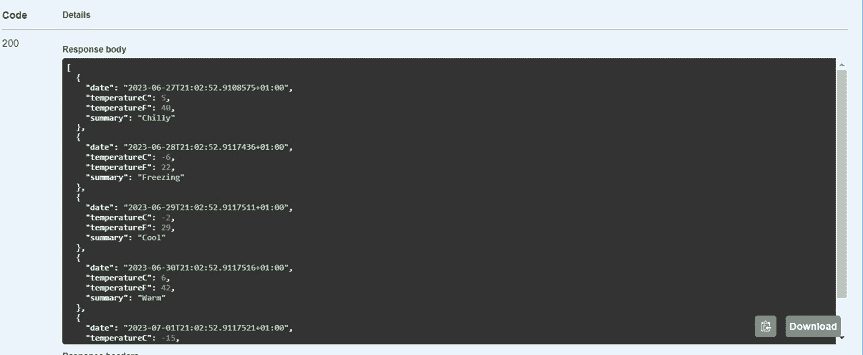 Code Details
200
Response body
[
{
"date": "2023-06-27T21:02:52.9108575+01:00",
"temperatureC": 5,
"temperatureF": 40,
"summary": "Chilly"
},
{
"date": "2023-06-28T21:02:52.9117436+01:00",
"temperatureC": -6,
"temperatureF": 22,
"summary": "Freezing"
},
{
"date": "2023-06-29T21:02:52.9117511+01:00",
"temperatureC": -2,
"temperatureF": 29,
"summary": "Cool"
},
{
"date": "2023-06-30T21:02:52.9117516+01:00",
"temperatureC": 6,
"temperatureF": 42,
"summary": "Warm"
},
{
"date": "2023-07-01T21:02:52.9117521+01:00",
"temperatureC": -15,
Download
Response headers